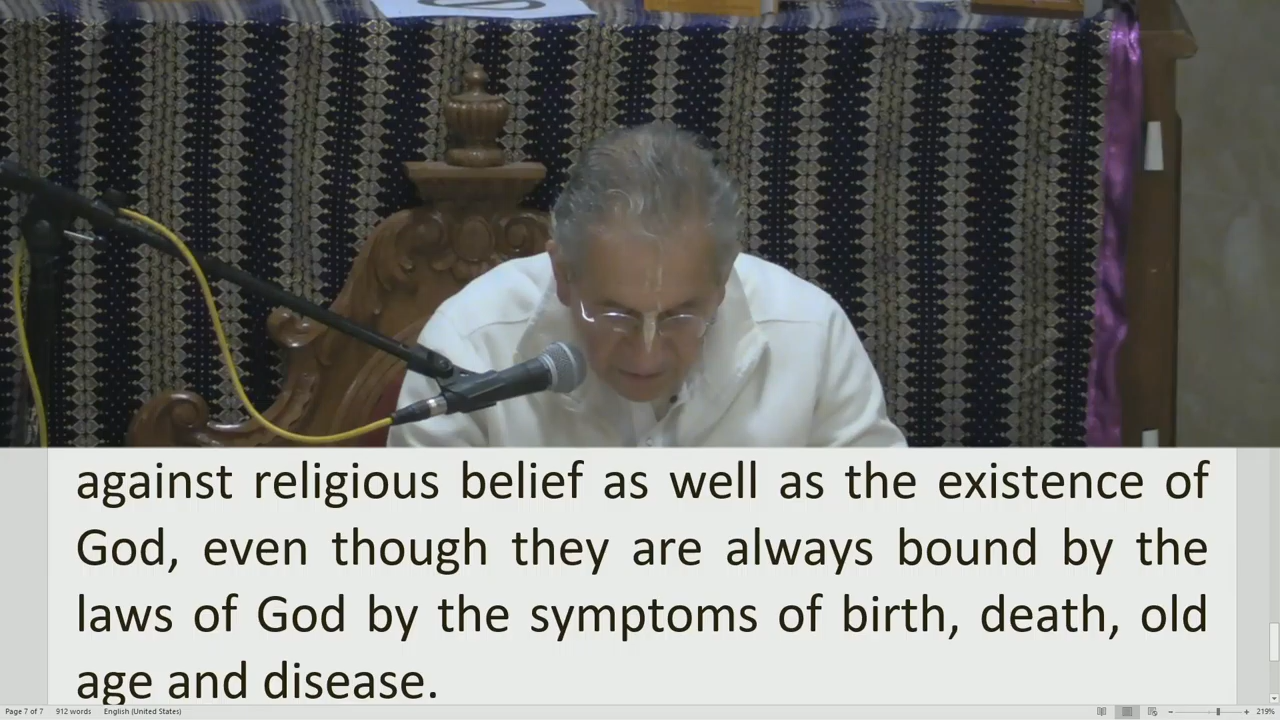 against religious belief as well as the existence of
God, even though they are always bound by the
laws of God by the symptoms of birth, death, old
age and disease.
Page 7 of 7 912 words English (United States) 219%